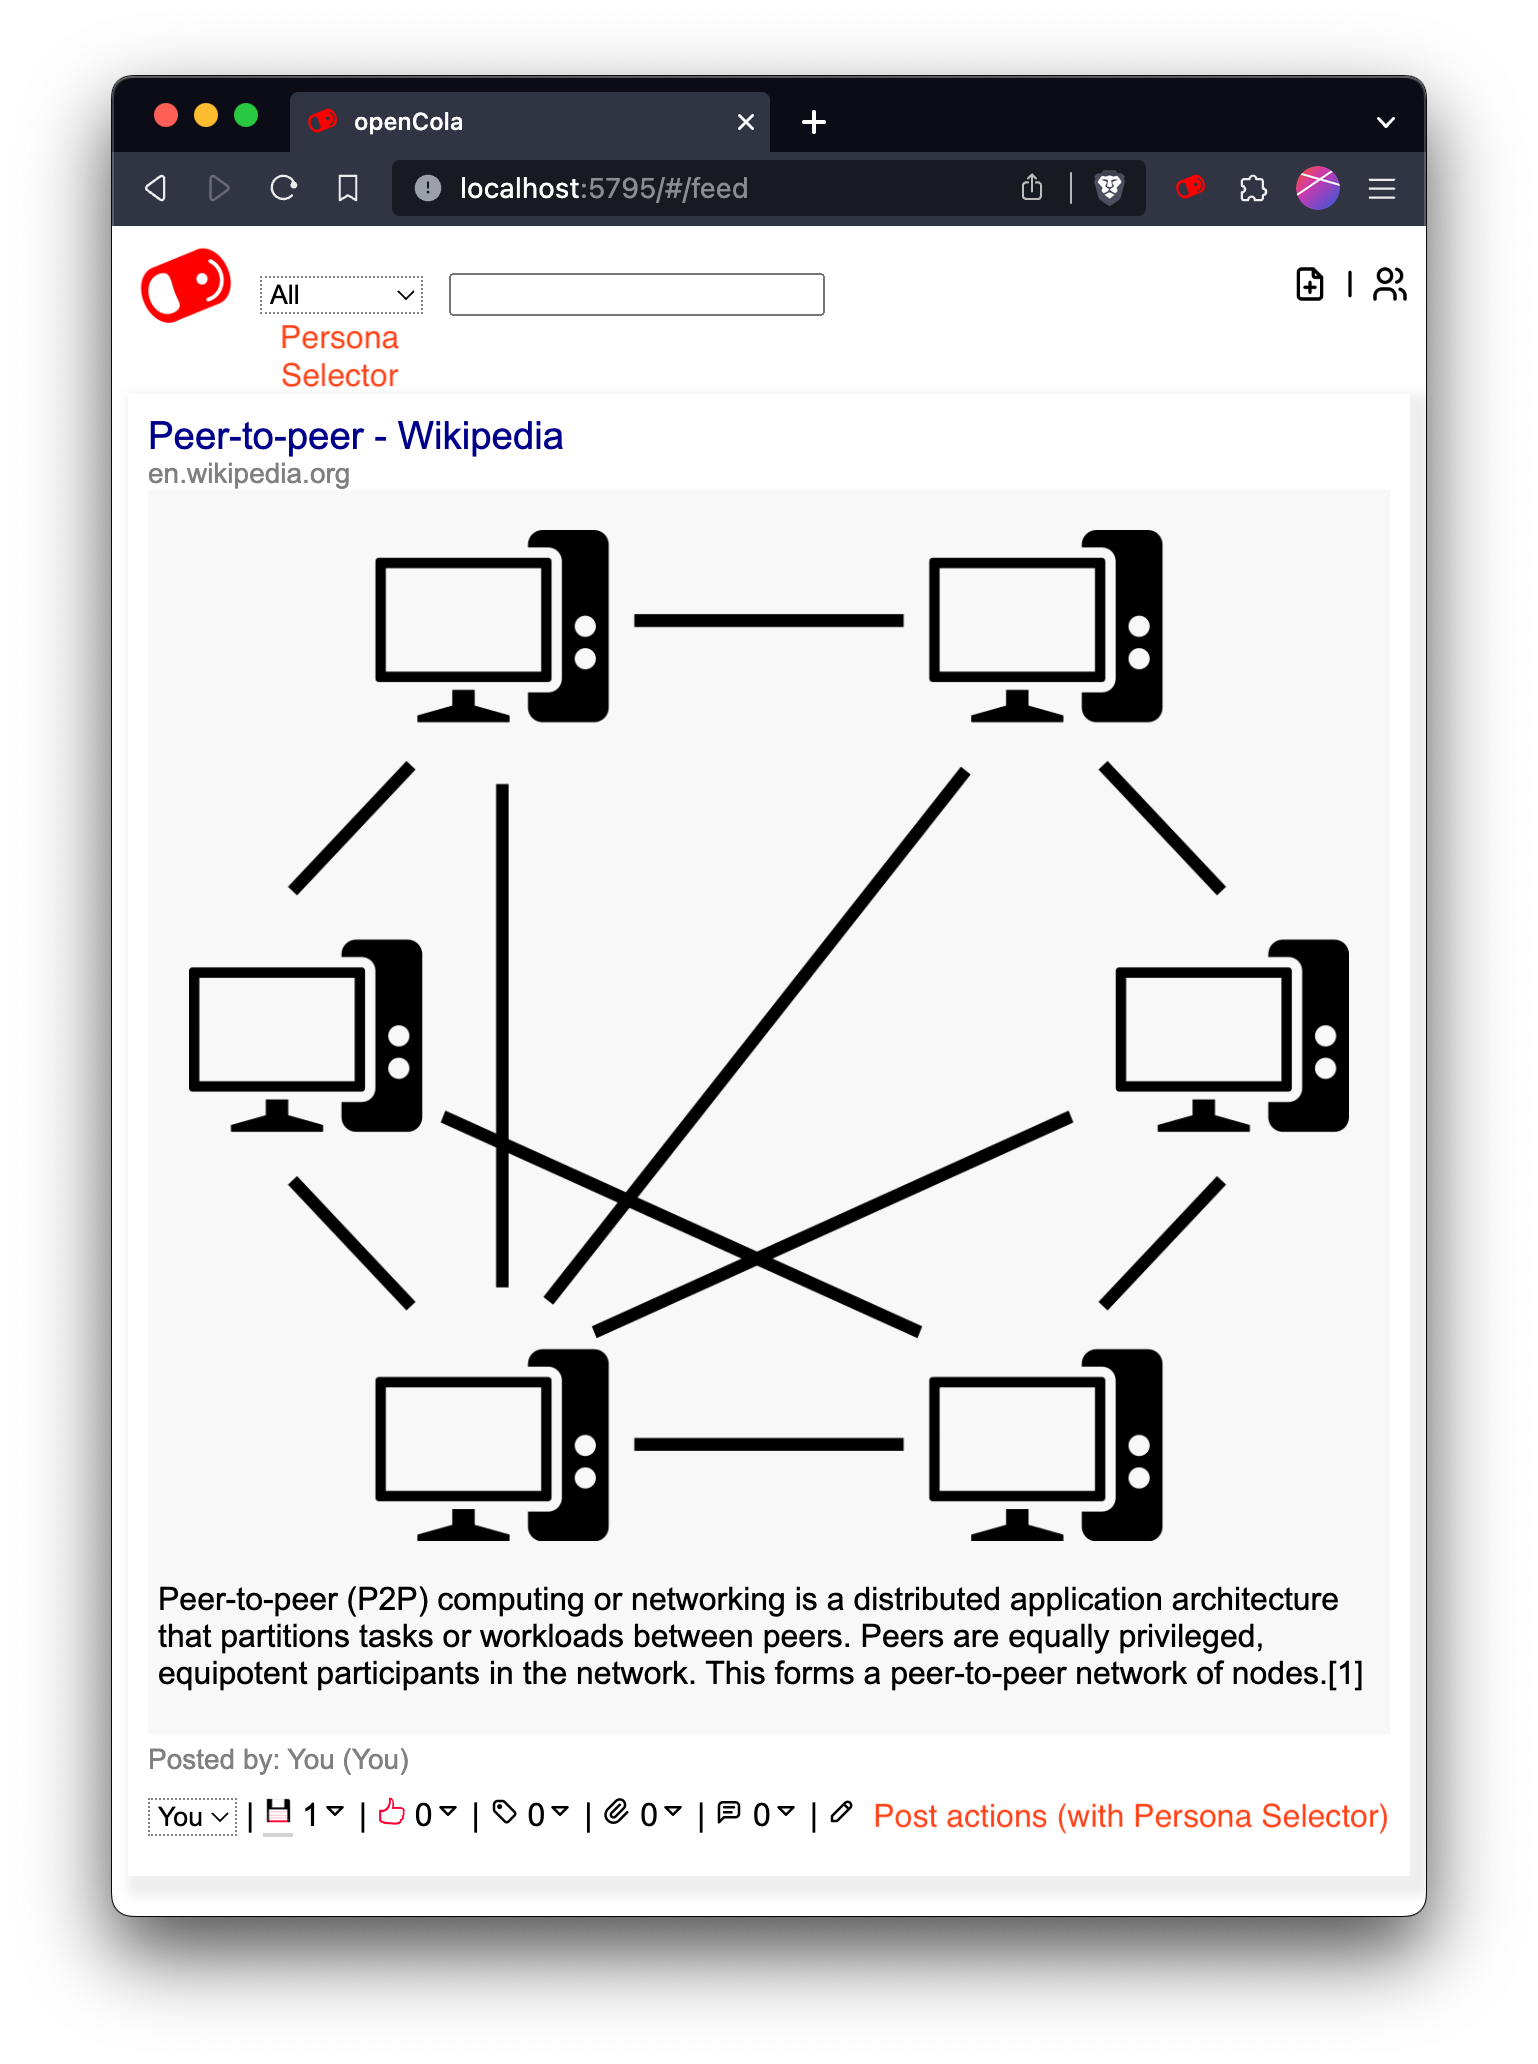 openCola
localhost:5795/#/feed
All
Persona
Selector
Peer-to-peer - Wikipedia
en.wikipedia.org
Peer-to-peer (P2P) computing or networking is a distributed application architecture
that partitions tasks or workloads between peers. Peers are equally privileged,
equipotent participants in the network. This forms a peer-to-peer network of nodes.[1]
Posted by: You (You)
You | 1 | 0 | 0 | 0 | 0 | Post actions (with Persona Selector)